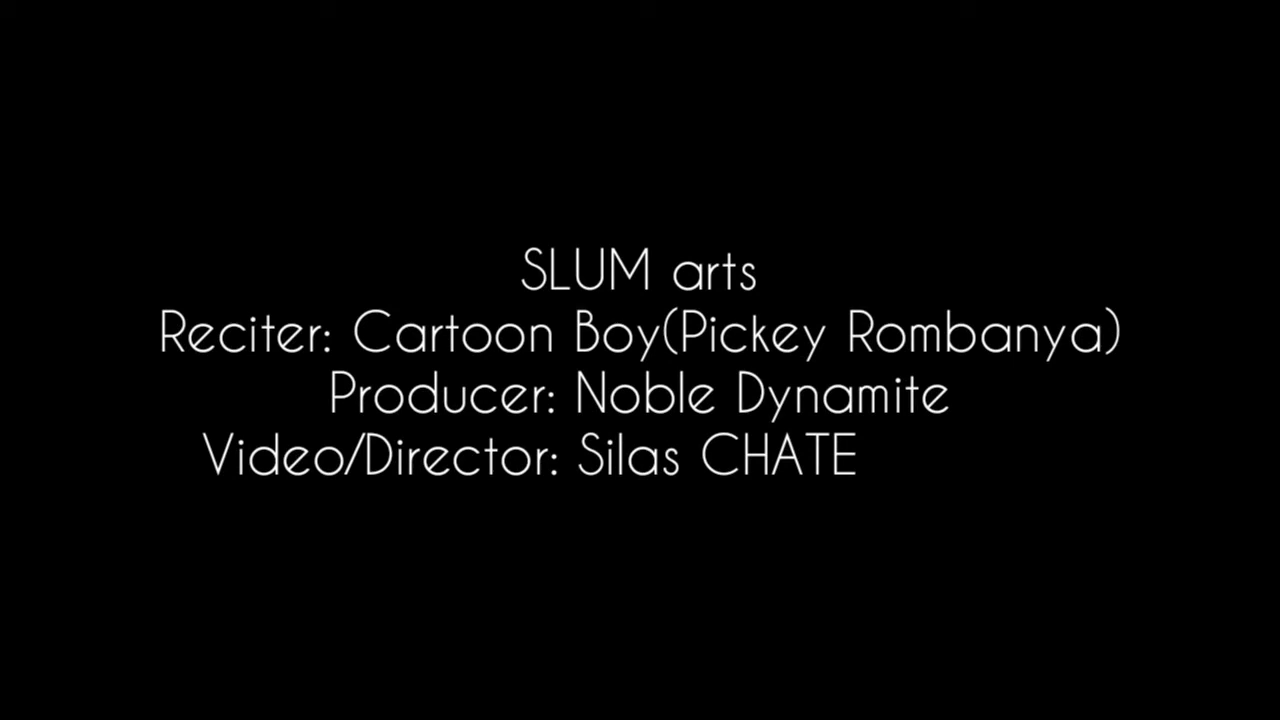 SLUM arts
Reciter: Cartoon Boy(Pickey Rombanya)
Producer: Noble Dynamite
Video/Director: Silas CHATE